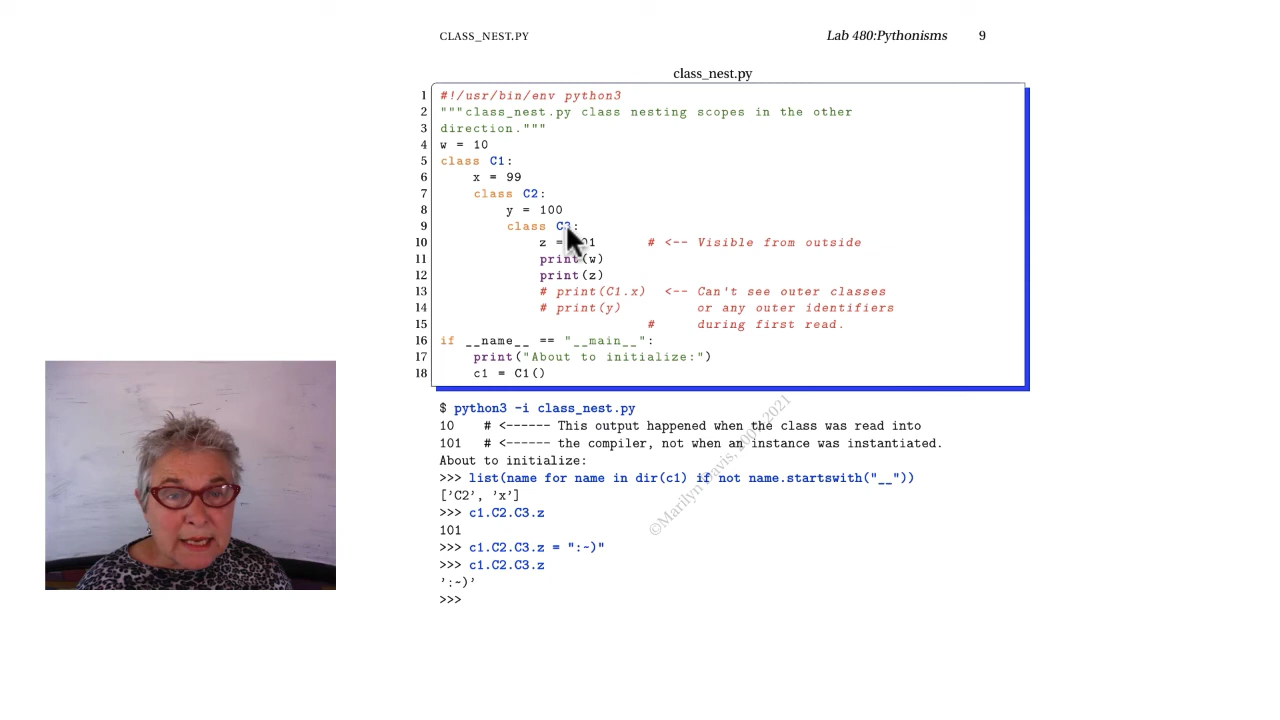 CLASS_NEST.PY Lab 480:Pythonisms 9
class_nest.py
1 #!/usr/bin/env python3
2 """class_nest.py class nesting scopes in the other
3 direction."""
4 w = 10
5 class C1:
6 x = 99
7 class C2:
8 y = 100
9 class C3:
10 z = 101 # <-- Visible from outside
11 print(w)
12 print(z)
13 # print(C1.x) <-- Can't see outer classes
14 # print(y) or any outer identifiers
15 # during first read.
16 if __name__ == "__main__":
17 print("About to initialize:")
18 c1 = C1()
$ python3 -i class_nest.py
10 # <------ This output happened when the class was read into
101 # <------ the compiler, not when an instance was instantiated.
About to initialize:
>>> list(name for name in dir(c1) if not name.startswith("__"))
['C2', 'x']
>>> c1.C2.C3.z
101
>>> c1.C2.C3.z = ":~)"
>>> c1.C2.C3.z
':~)'
>>>